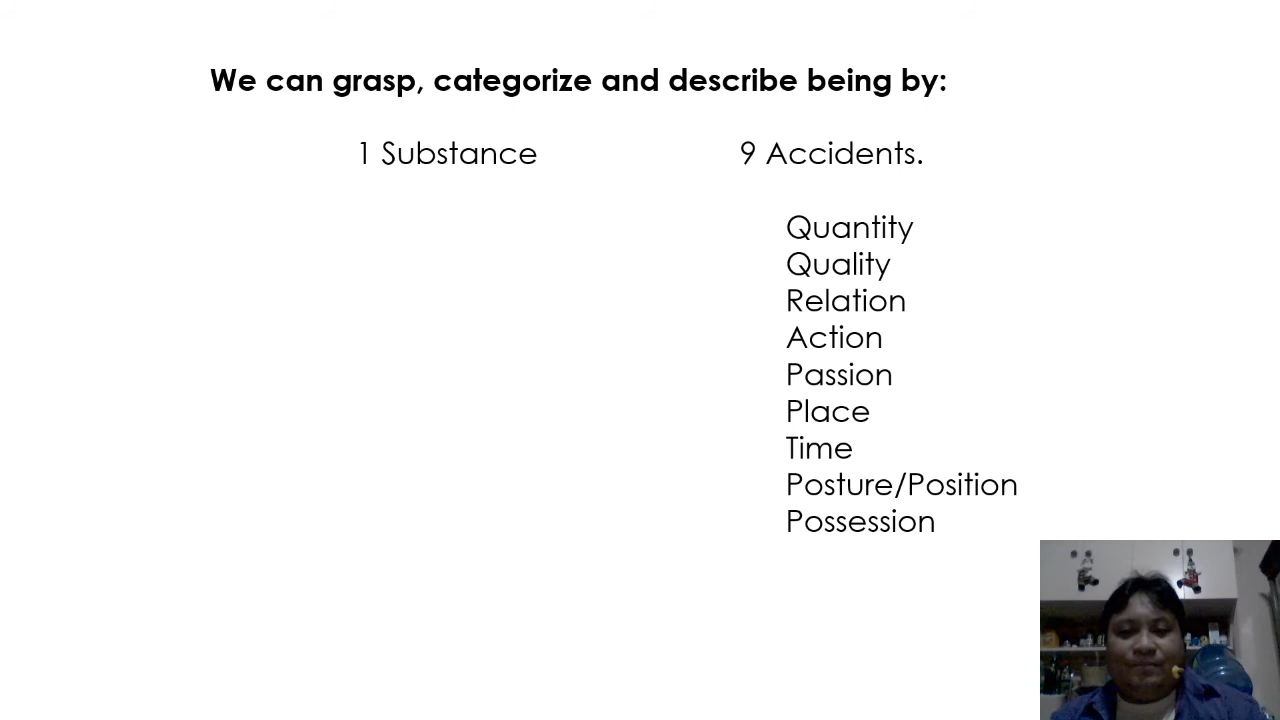 We can grasp, categorize and describe being by:
1 Substance
9 Accidents.
Quantity
Quality
Relation
Action
Passion
Place
Time
Posture/Position
Possession